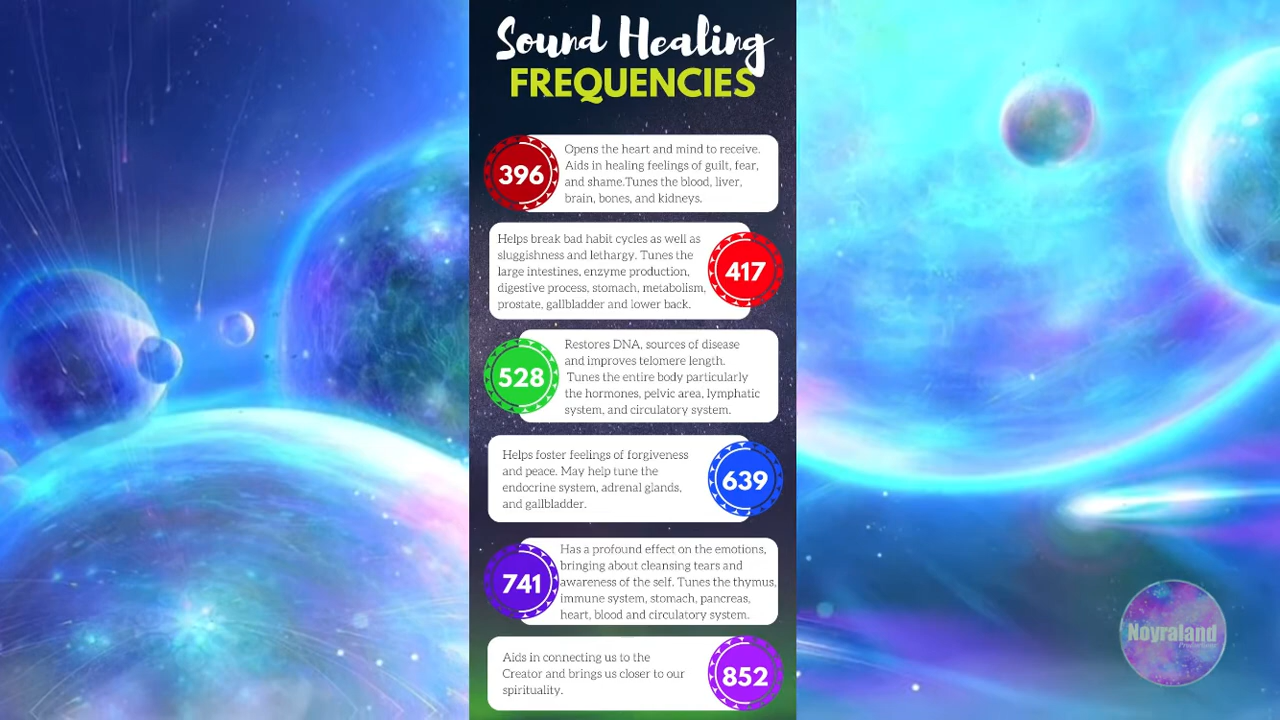 Sound Healing
FREQUENCIES
396
Opens the heart and mind to receive.
Aids in healing feelings of guilt, fear,
and shame.Tunes the blood, liver,
brain, bones, and kidneys.
Helps break bad habit cycles as well as
sluggishness and lethargy. Tunes the
large intestines, enzyme production,
digestive process, stomach, metabolism,
prostate, gallbladder and lower back.
417
528
Restores DNA, sources of disease
and improves telomere length.
Tunes the entire body particularly
the hormones, pelvic area, lymphatic
system, and circulatory system.
Helps foster feelings of forgiveness
and peace. May help tune the
endocrine system, adrenal glands,
and gallbladder.
639
741
Has a profound effect on the emotions,
bringing about cleansing tears and
awareness of the self. Tunes the thymus,
immune system, stomach, pancreas,
heart, blood and circulatory system.
Aids in connecting us to the
Creator and brings us closer to our
spirituality.
852
Noyraland
Productions